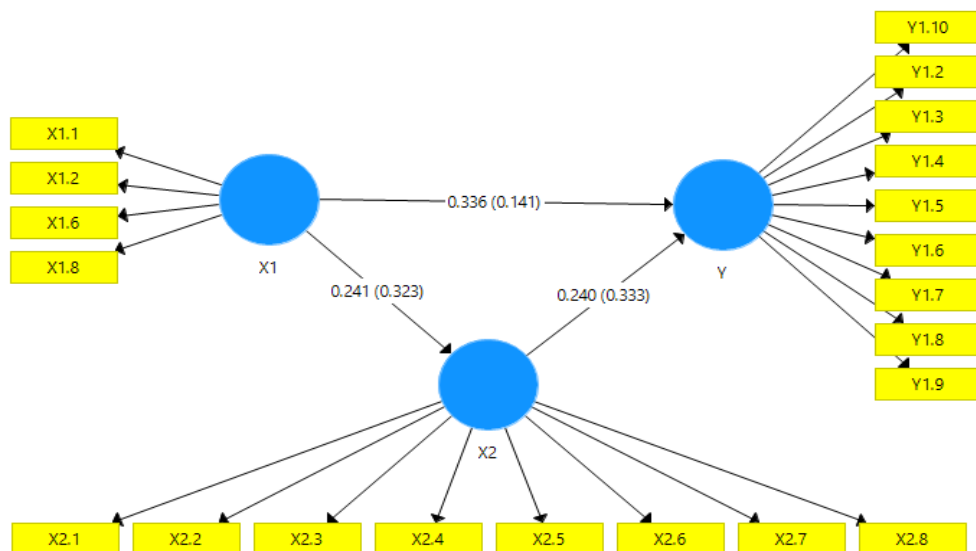 Y1.10
Y1.2
Y1.3
Y1.4
Y1.5
Y1.6
Y1.7
Y1.8
Y1.9
X1.1
X1.2
X1.6
X1.8
X1
0.336 (0.141)
Y
0.241 (0.323)
0.240 (0.333)
X2
X2.1
X2.2
X2.3
X2.4
X2.5
X2.6
X2.7
X2.8